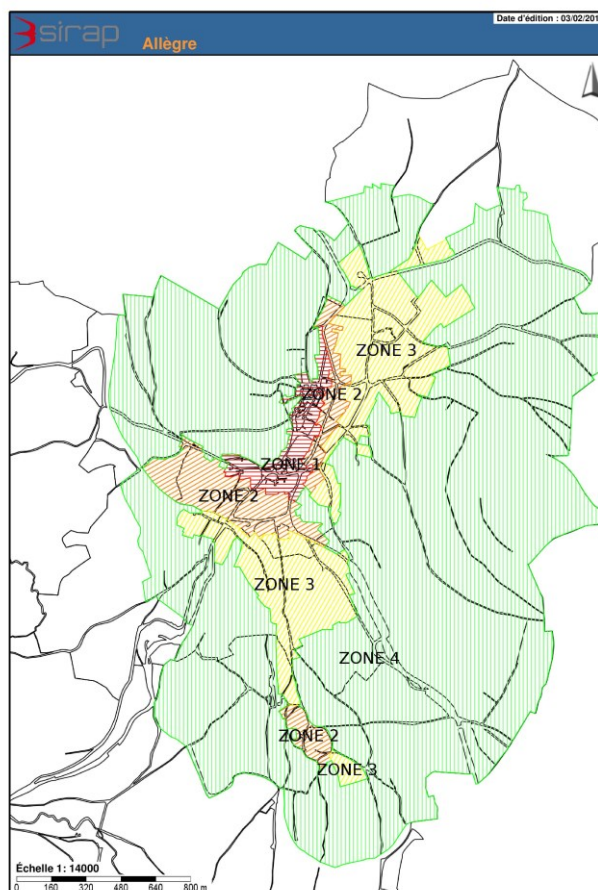 sirap
Allègre
Date d'édition : 03/02/201
ZONE 3
ZONE 2
ZONE 1
ZONE 2
ZONE 3
ZONE 4
ZONE 2
ZONE 3
Échelle 1: 14000
0 160 320 480 640 800 m